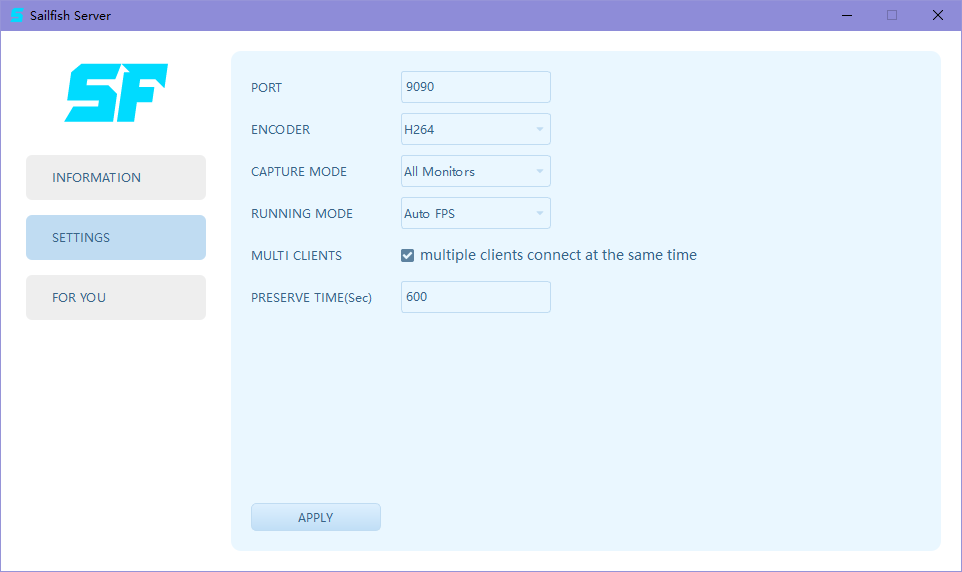 Sailfish Server
SF
INFORMATION
SETTINGS
FOR YOU
PORT 9090
ENCODER H264
CAPTURE MODE All Monitors
RUNNING MODE Auto FPS
MULTI CLIENTS multiple clients connect at the same time
PRESERVE TIME(Sec) 600
APPLY